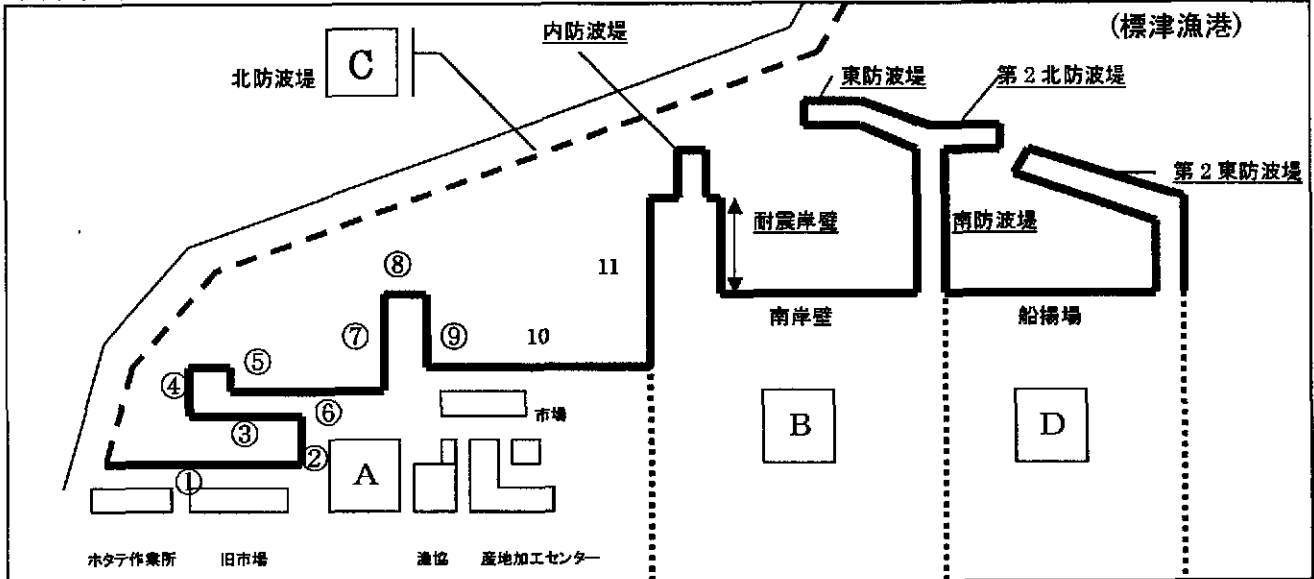 (標津漁港)
内防波堤
東防波堤
第2北防波堤
北防波堤
C
第2東防波堤
耐震岸壁
南防波堤
11
⑧
南岸壁
船揚場
⑦
⑨
10
⑤
④
⑥
市場
③
B
D
②
A
①
ホタテ作業所
旧市場
漁協
産地加工センター